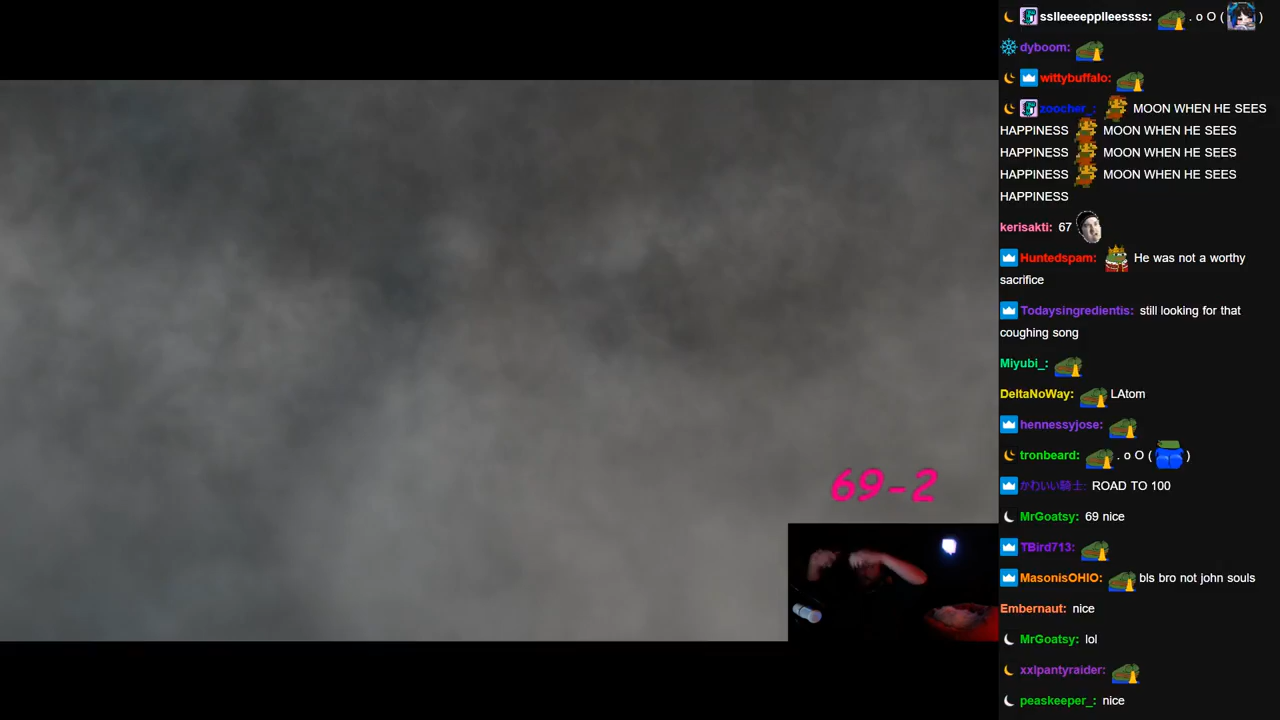 69-2
sslleeeepplleessss: . o O ( )
dyboom:
wittybuffalo:
zoocher_: MOON WHEN HE SEES
HAPPINESS MOON WHEN HE SEES
HAPPINESS MOON WHEN HE SEES
HAPPINESS MOON WHEN HE SEES
HAPPINESS
kerisakti: 67
Huntedspam: He was not a worthy
sacrifice
Todaysingredientis: still looking for that
coughing song
Miyubi_:
DeltaNoWay: LAtom
hennessyjose:
tronbeard: . o O ( )
かわいい騎士: ROAD TO 100
MrGoatsy: 69 nice
TBird713:
MasonisOHIO: bls bro not john souls
Embernaut: nice
MrGoatsy: lol
xxlpantyraider:
peaskeeper_: nice